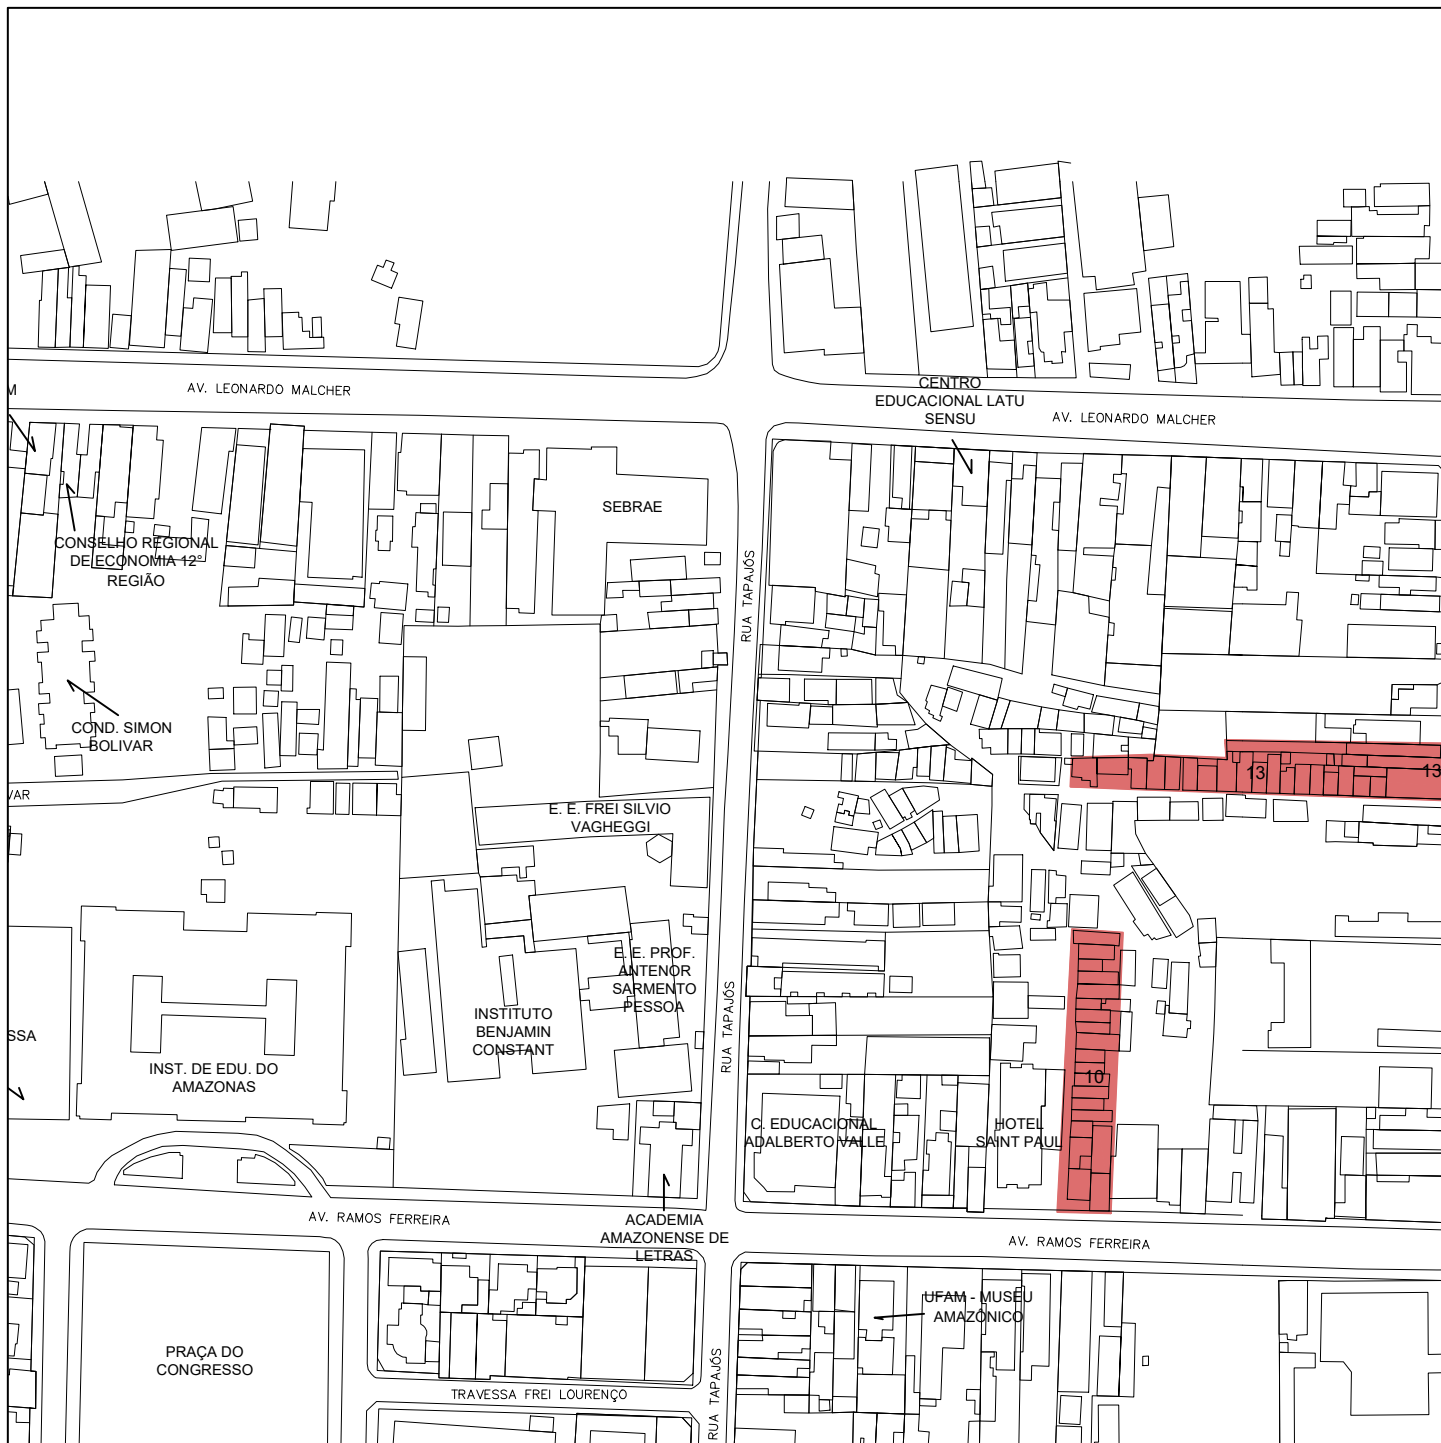 AV. LEONARDO MALCHER
M
CENTRO
EDUCACIONAL LATU
SENSU
AV. LEONARDO MALCHER
SEBRAE
CONSELHO REGIONAL
DE ECONOMIA 12°
REGIÃO
RUA TAPAJÓS
COND. SIMON
BOLIVAR
VAR
13
13
E. E. FREI SILVIO
VAGHEGGI
E. E. PROF.
ANTENOR
SARMENTO
PESSOA
INSTITUTO
BENJAMIN
CONSTANT
RUA TAPAJÓS
SSA
INST. DE EDU. DO
AMAZONAS
10
C. EDUCACIONAL
ADALBERTO VALLE
HOTEL
SAINT PAUL
AV. RAMOS FERREIRA
ACADEMIA
AMAZONENSE DE
LETRAS
AV. RAMOS FERREIRA
UFAM - MUSEU
AMAZÔNICO
PRAÇA DO
CONGRESSO
RUA TAPAJÓS
TRAVESSA FREI LOURENÇO